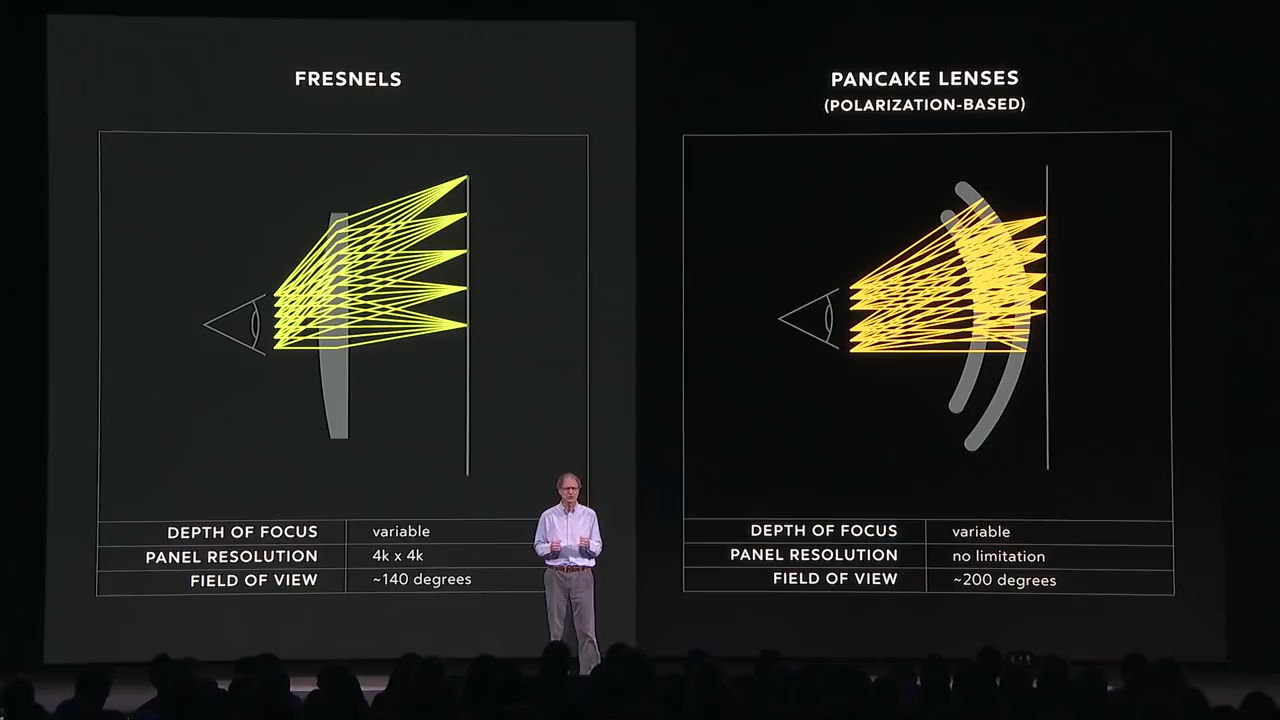 FRESNELS
DEPTH OF FOCUS variable
PANEL RESOLUTION 4k x 4k
FIELD OF VIEW ~140 degrees
PANCAKE LENSES
(POLARIZATION-BASED)
DEPTH OF FOCUS variable
PANEL RESOLUTION no limitation
FIELD OF VIEW ~200 degrees